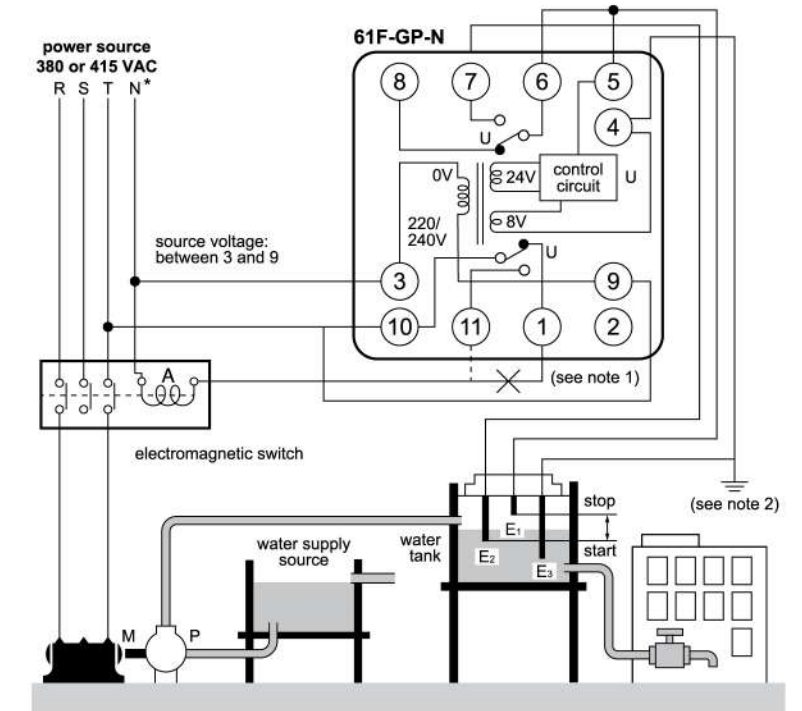 61F-GP-N
power source
380 or 415 VAC
R S T N*
8 7 6 5
4
U
0V 24V control circuit U
220/
240V
8V
U
source voltage:
between 3 and 9
3 9
10 11 1 2
A
(see note 1)
electromagnetic switch
(see note 2)
stop
start
water
tank
E₁
E₂
E₃
water supply
source
M P